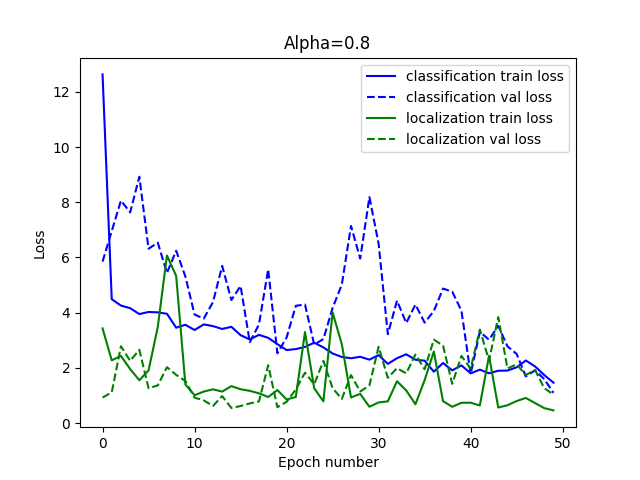 Alpha=0.8
classification train loss
classification val loss
localization train loss
localization val loss
Loss
12
10
8
6
4
2
0
0 10 20 30 40 50
Epoch number